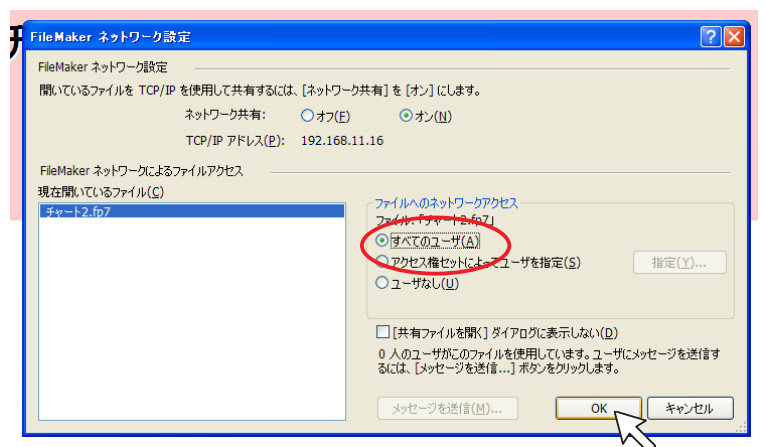 FileMaker ネットワーク設定
FileMaker ネットワーク設定
開いているファイルを TCP/IP を使用して共有するには、[ネットワーク共有] を [オン] にします。
ネットワーク共有: オフ(F) オン(N)
TCP/IP アドレス(P): 192.168.11.16
FileMaker ネットワークによるファイルアクセス
現在開いているファイル(C)
チャート2.fp7
ファイルへのネットワークアクセス
ファイル: 「チャート2.fp7」
すべてのユーザ(A)
アクセス権セットによってユーザを指定(S) 指定(Y)...
ユーザなし(U)
[共有ファイルを開く] ダイアログに表示しない(D)
0 人のユーザがこのファイルを使用しています。ユーザにメッセージを送信す
るには、[メッセージを送信...] ボタンをクリックします。
メッセージを送信(M)... OK キャンセル